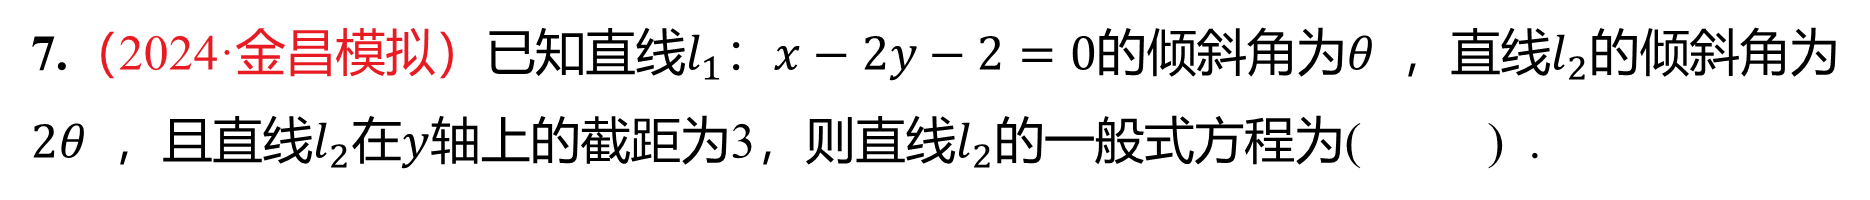 7.（2024·金昌模拟）已知直线l₁：x − 2y − 2 = 0的倾斜角为θ ，直线l₂的倾斜角为
2θ ，且直线l₂在y轴上的截距为3，则直线l₂的一般式方程为(　　).